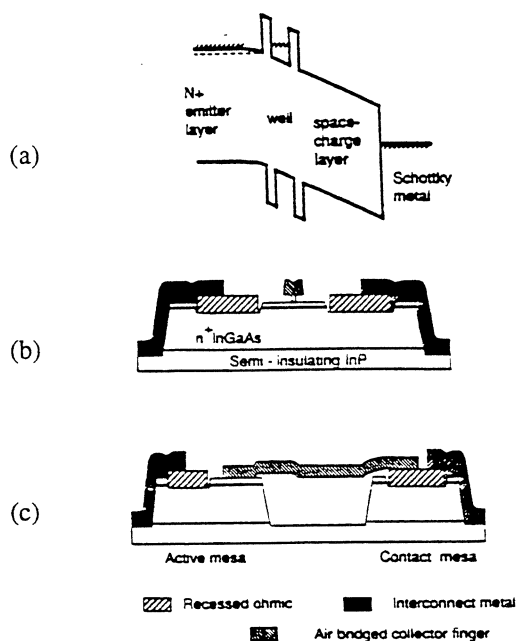 (a)
N+
emitter
layer
well
space-
charge
layer
Schottky
metal
(b)
n+InGaAs
Semi - insulating InP
(c)
Active mesa
Contact mesa
Recessed ohmic
Interconnect metal
Air bridged collector finger